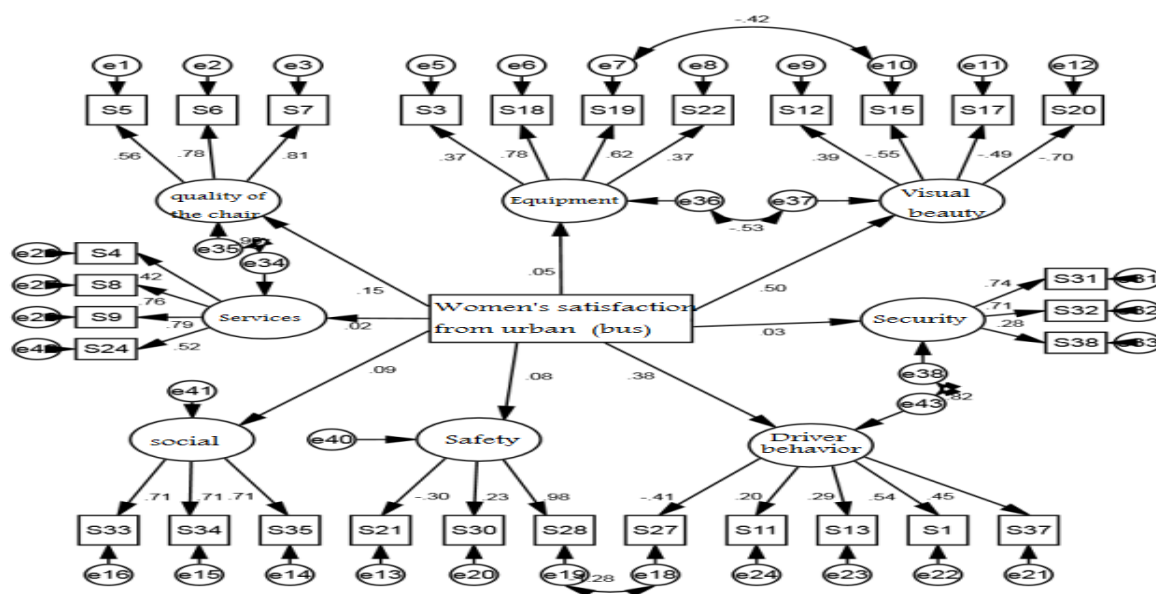 -.42
e1 e2 e3 e5 e6 e7 e8 e9 e10 e11 e12
S5 S6 S7 S3 S18 S19 S22 S12 S15 S17 S20
.56 .78 .81 .37 .78 .62 .37 .39 -.55 -.49 -.70
quality of
the chair
Equipment
e36 e37
Visual
beauty
-.53
e35
e34
S4
.42
S8
.76
S9
.79
S24
.52
Services
.15
.05
.50
.02
Women's satisfaction
from urban (bus)
.03
Security
.74
S31
.71
S32
.28
S38
e38
e43
.82
.09
.08
.38
e41
social
e40
Safety
Driver
behavior
.71 .71 .71 -.30 .23 .98 -.41 .20 .29 .54 .45
S33 S34 S35 S21 S30 S28 S27 S11 S13 S1 S37
e16 e15 e14 e13 e20 e19 e18 e24 e23 e22 e21